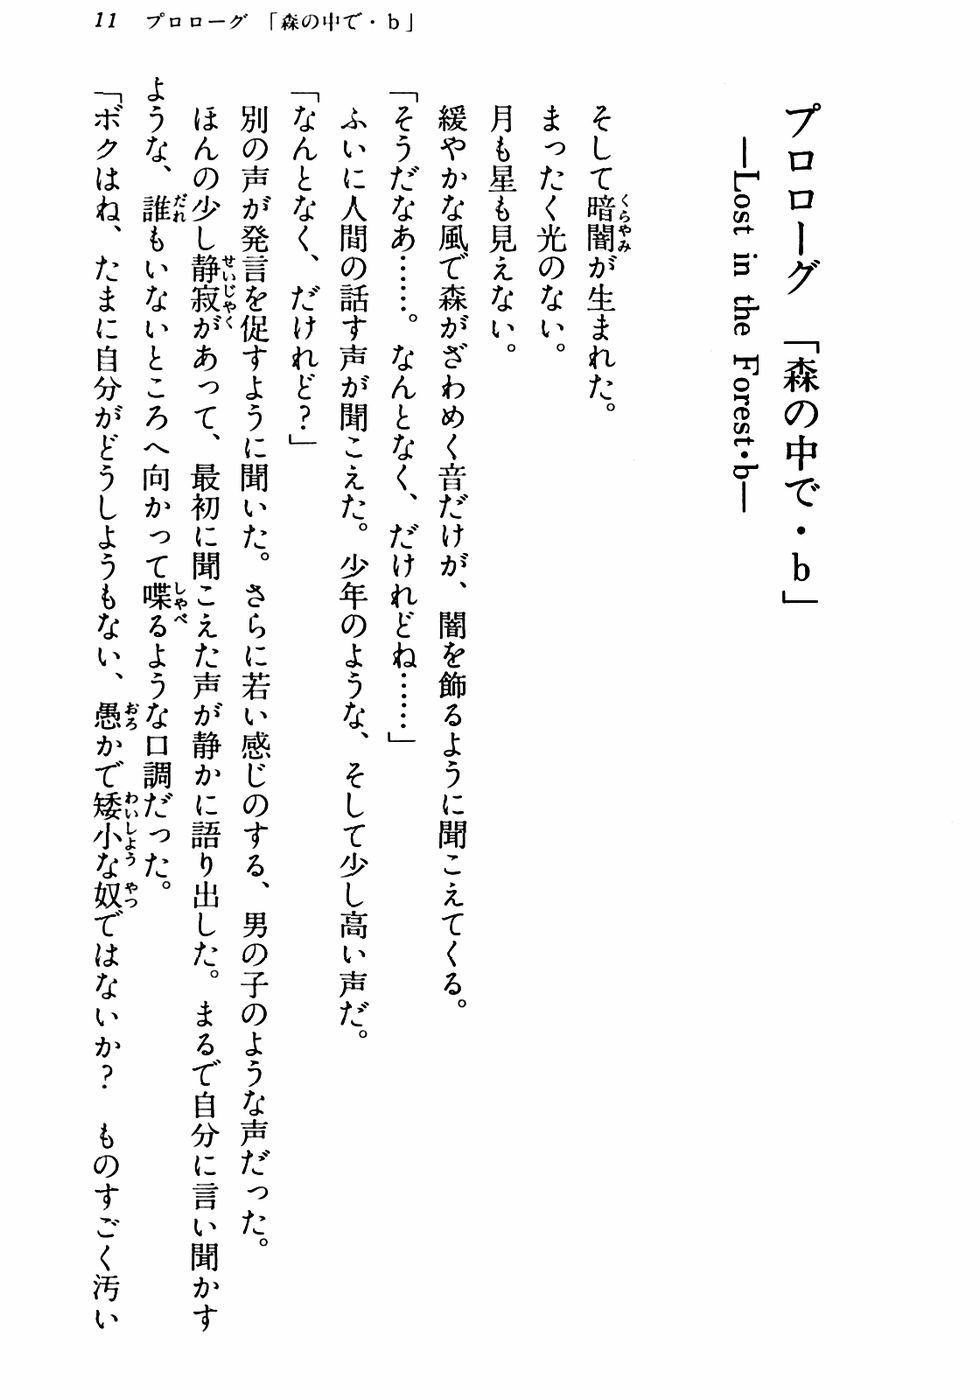 11 プロローグ 「森の中で・b」
プロローグ 「森の中で・b」
―Lost in the Forest・b―
そして暗闇が生まれた。
まったく光のない。
月も星も見えない。
緩やかな風で森がざわめく音だけが、闇を飾るように聞こえてくる。
「そうだなあ……。なんとなく、だけれどね……」
ふいに人間の話す声が聞こえた。少年のような、そして少し高い声だ。
「なんとなく、だけれど？」
別の声が発言を促すように聞いた。さらに若い感じのする、男の子のような声だった。
ほんの少し静寂があって、最初に聞こえた声が静かに語り出した。まるで自分に言い聞かす
ような、誰もいないところへ向かって喋るような口調だった。
「ボクはね、たまに自分がどうしようもない、愚かで矮小な奴ではないか？　ものすごく汚い